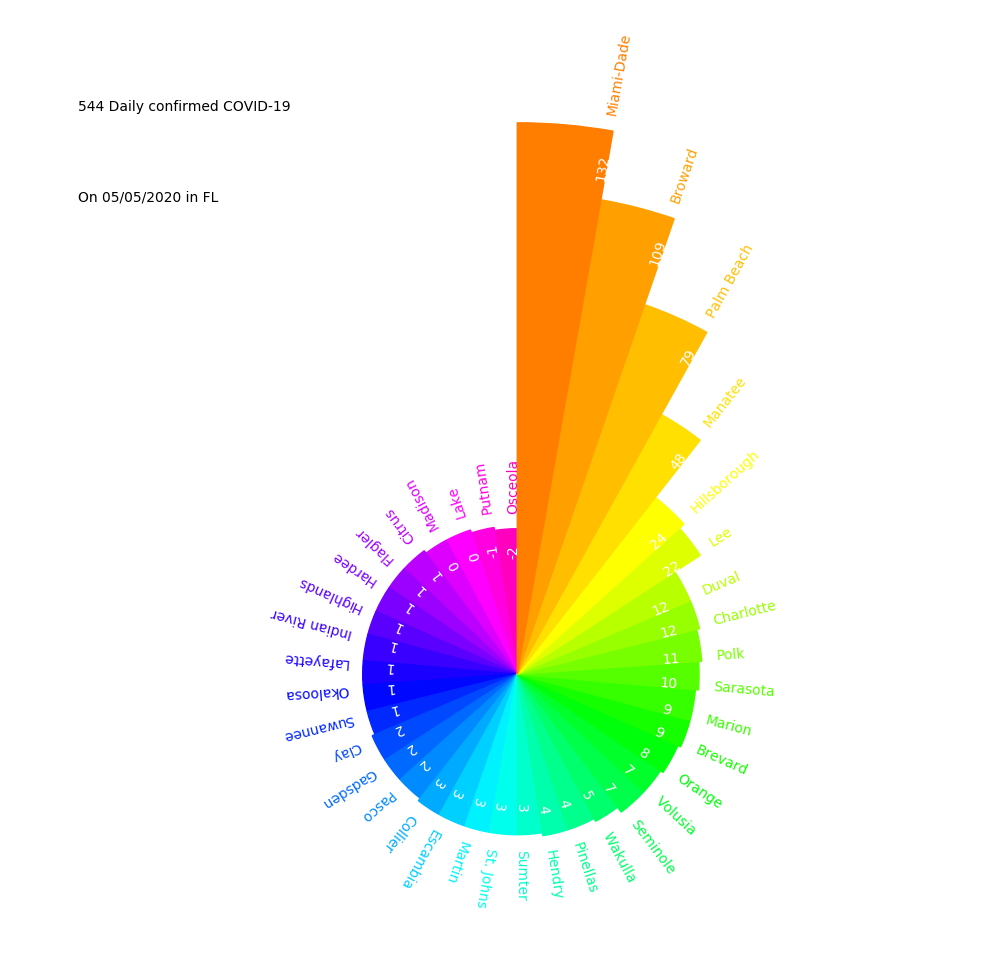 544 Daily confirmed COVID-19
On 05/05/2020 in FL
Miami-Dade
132
Broward
109
Palm Beach
79
Manatee
48
Hillsborough
24
Lee
22
Duval
12
Charlotte
12
Polk
11
Sarasota
10
Marion
9
Brevard
9
Orange
8
Volusia
7
Seminole
7
Wakulla
5
Pinellas
4
Hendry
4
Sumter
3
St. Johns
3
Martin
3
Escambia
3
Collier
3
Pasco
2
Gadsden
2
Clay
2
Suwannee
1
Okaloosa
1
Lafayette
1
Indian River
1
Highlands
1
Hardee
1
Flagler
1
Citrus
1
Madison
0
Lake
0
Putnam
-1
Osceola
-2